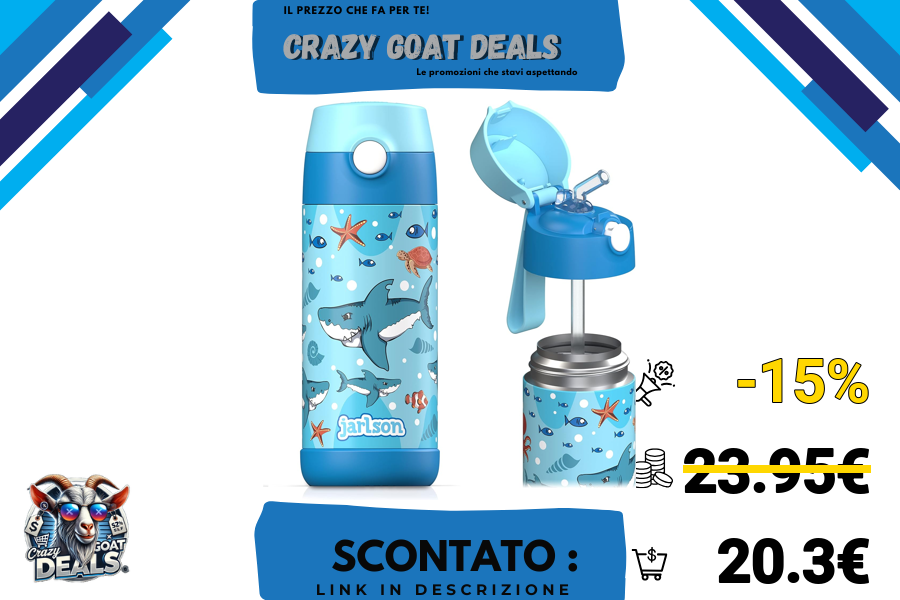 IL PREZZO CHE FA PER TE!
CRAZY GOAT DEALS
Le promozioni che stavi aspettando
jarlson
-15%
23.95€
20.3€
Crazy
GOAT
DEALS
SCONTATO :
LINK IN DESCRIZIONE